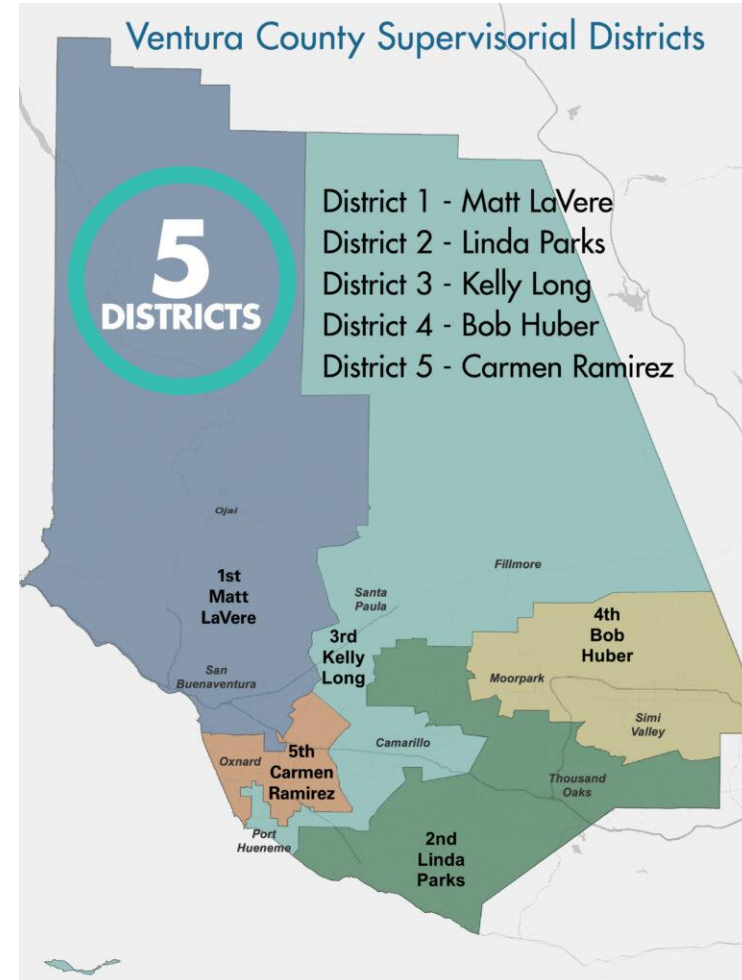 Ventura County Supervisorial Districts
5
DISTRICTS
District 1 - Matt LaVere
District 2 - Linda Parks
District 3 - Kelly Long
District 4 - Bob Huber
District 5 - Carmen Ramirez
Ojai
1st
Matt
LaVere
Santa
Paula
Fillmore
3rd
Kelly
Long
4th
Bob
Huber
San
Buenaventura
Moorpark
Simi
Valley
Oxnard
5th
Carmen
Ramirez
Camarillo
Thousand
Oaks
Port
Hueneme
2nd
Linda
Parks